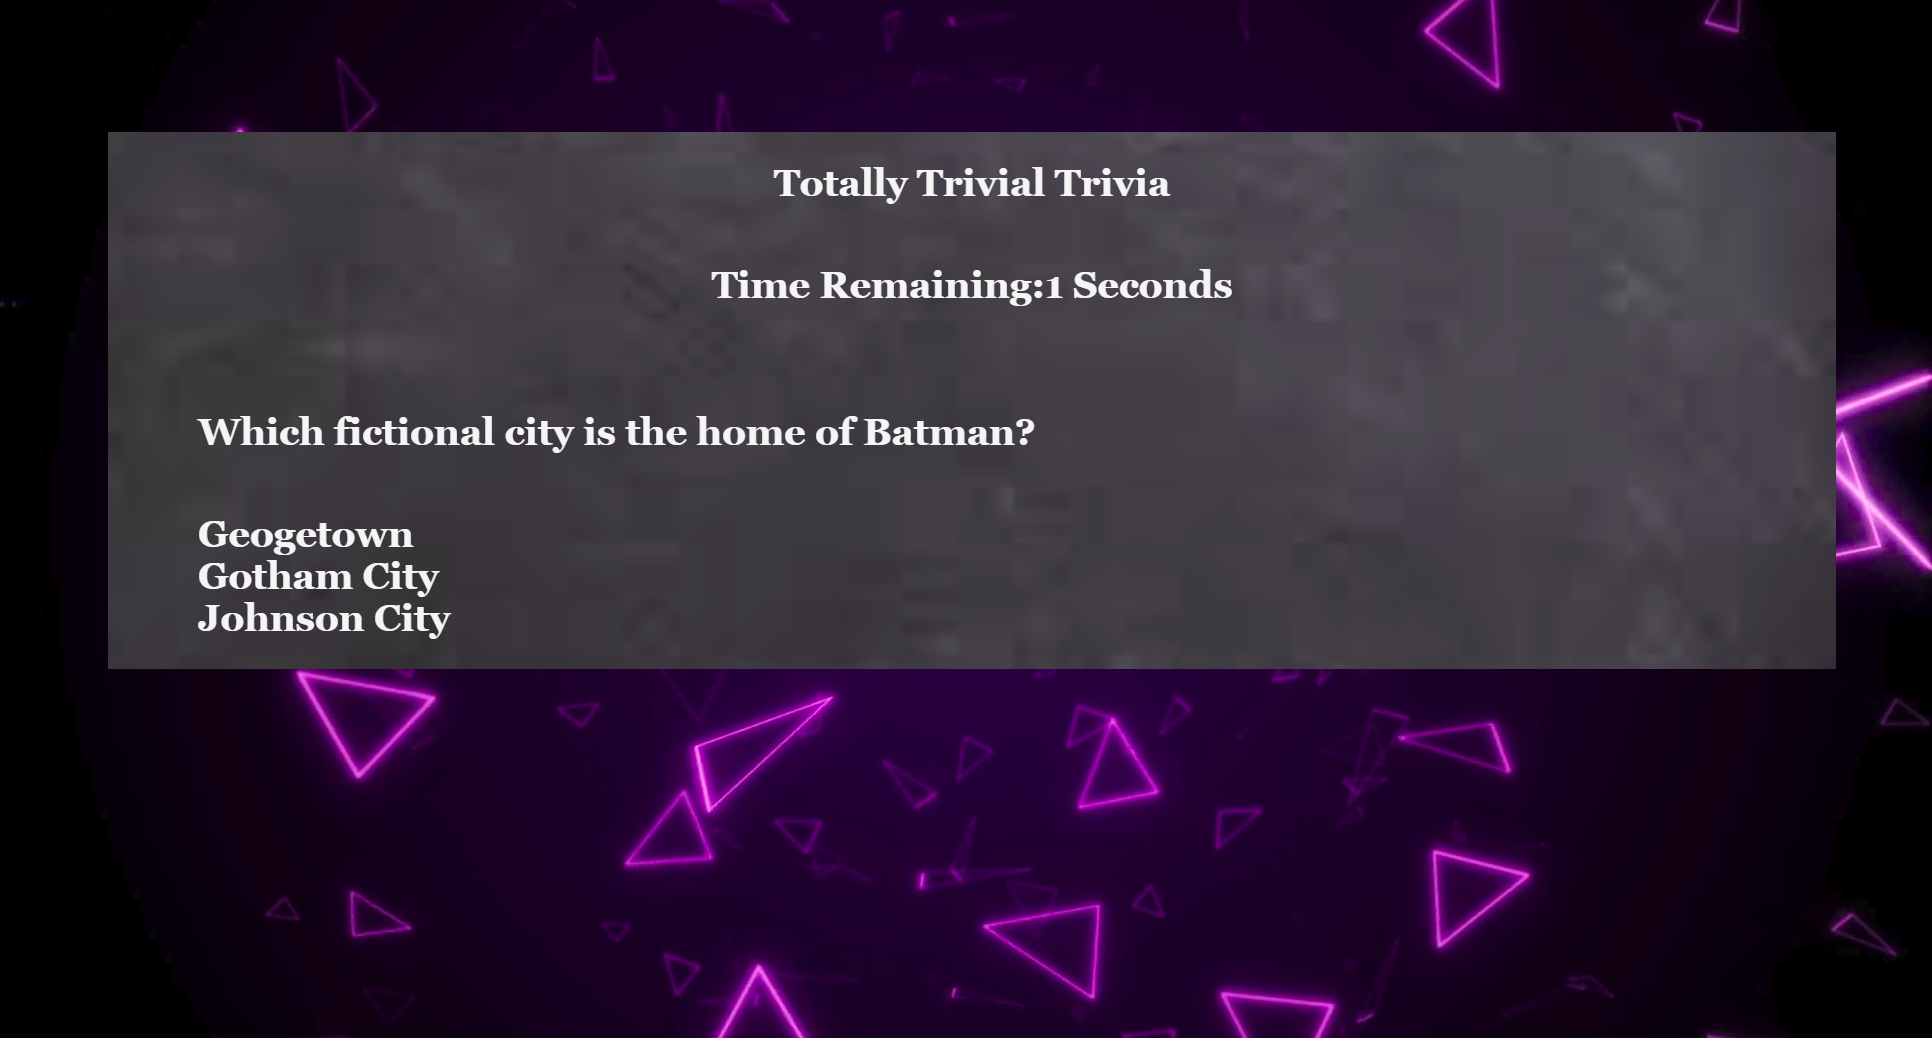 Totally Trivial Trivia
Time Remaining:1 Seconds
Which fictional city is the home of Batman?
Geogetown
Gotham City
Johnson City